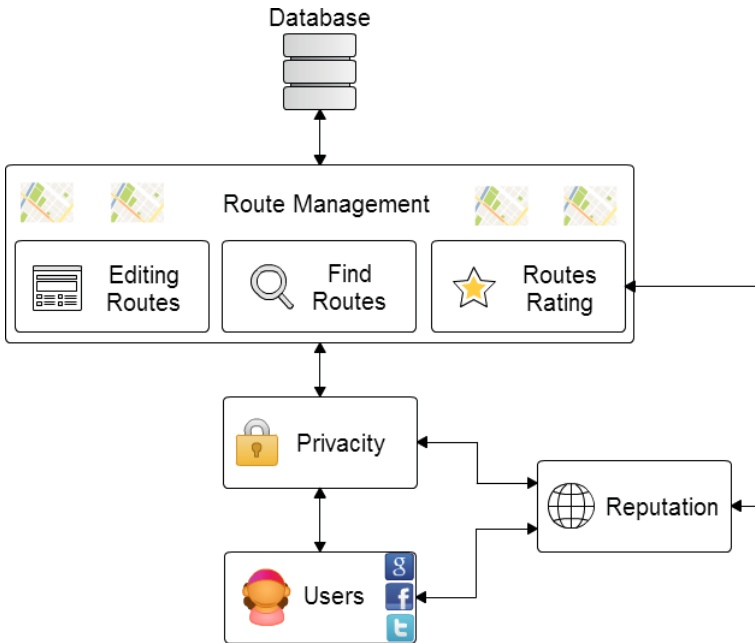 Database
Route Management
Editing
Routes
Find
Routes
Routes
Rating
Privacity
Reputation
Users
g
f
t